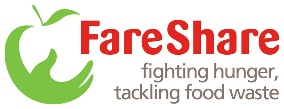 FareShare
fighting hunger,
tackling food waste